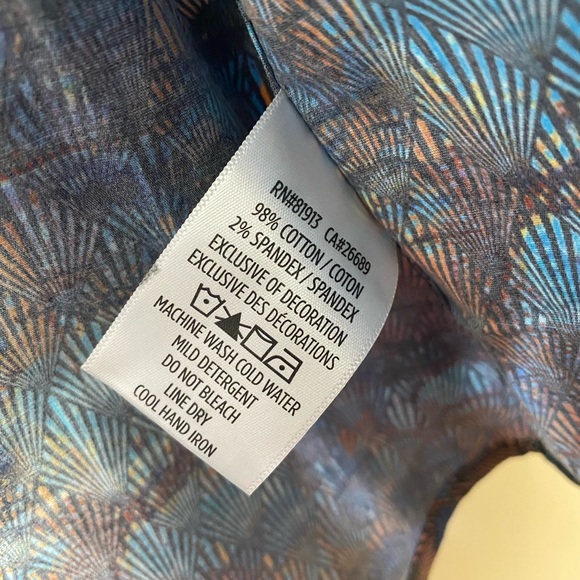 RN#81913 CA#26689
98% COTTON / COTON
2% SPANDEX / SPANDEX
EXCLUSIVE OF DECORATION
EXCLUSIVE DES DÉCORATIONS
MACHINE WASH COLD WATER
MILD DETERGENT
DO NOT BLEACH
LINE DRY
COOL HAND IRON